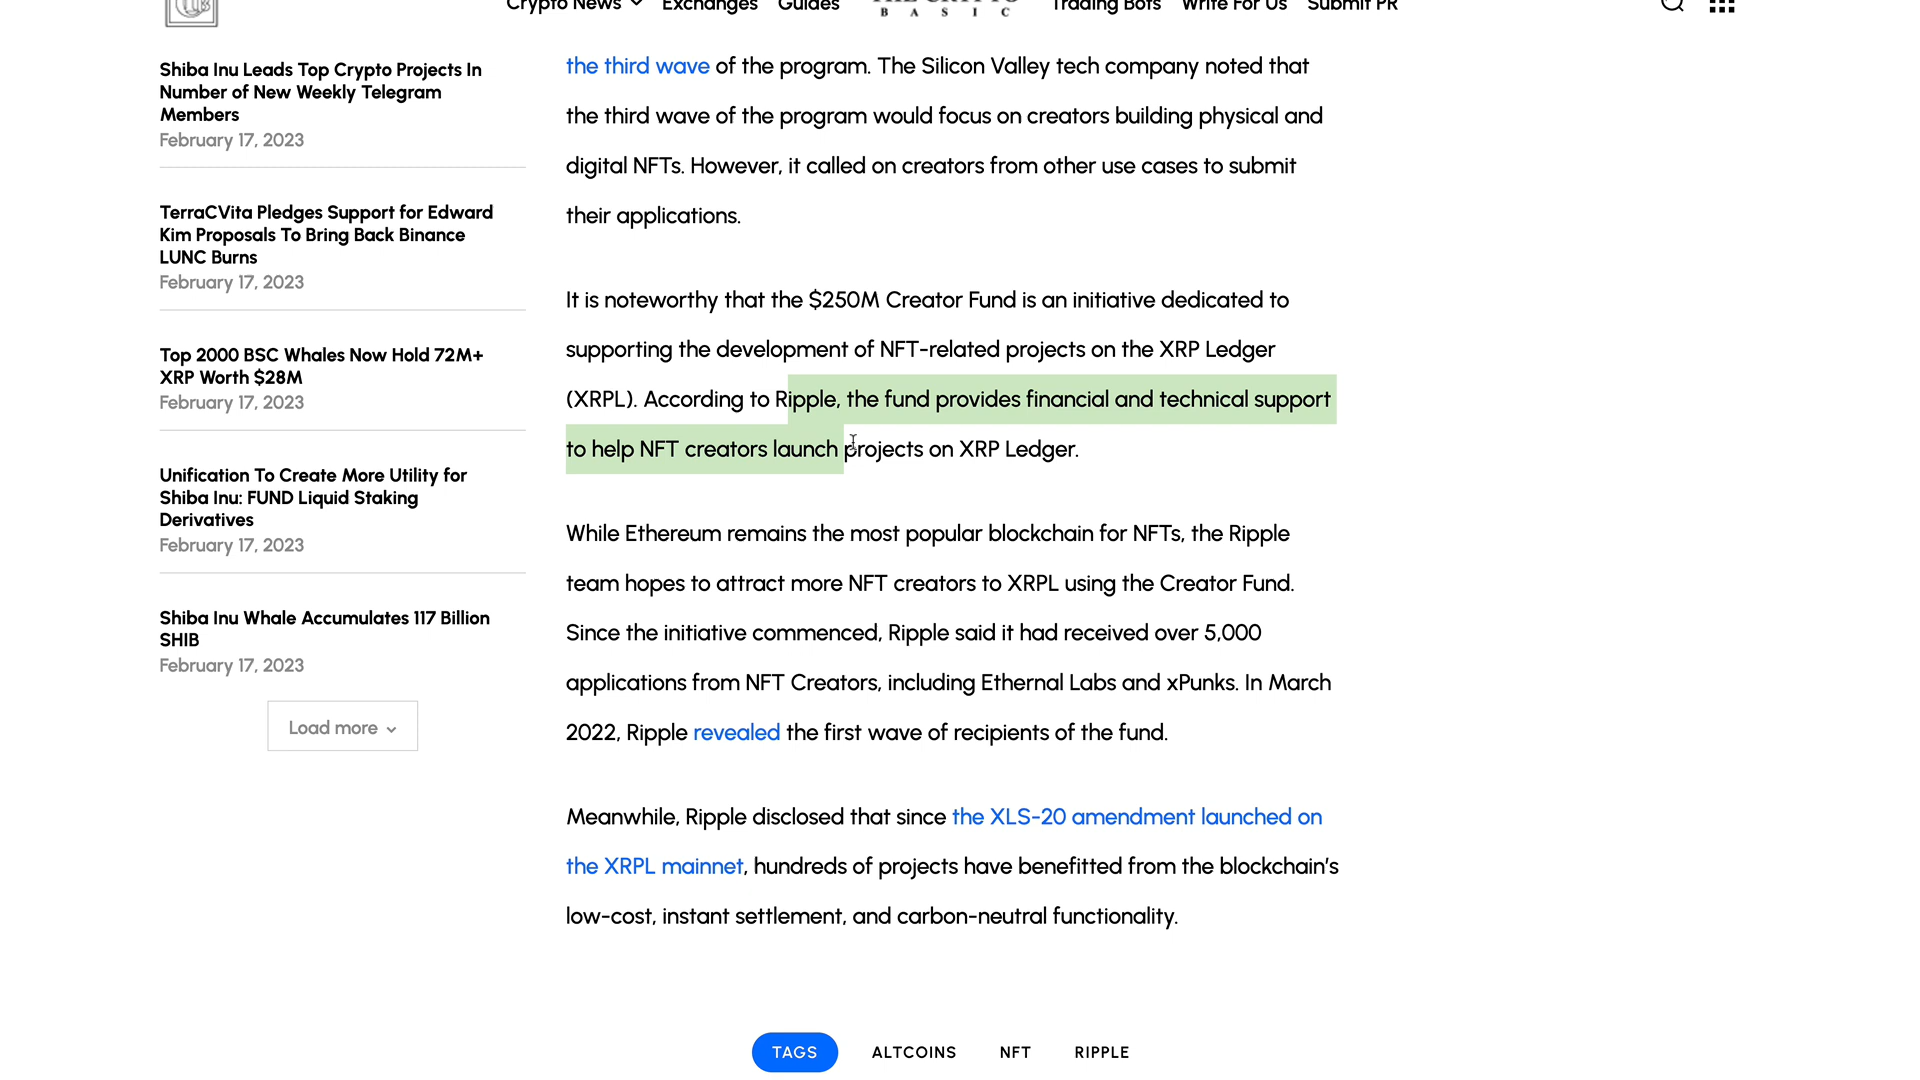 Crypto News Exchanges Guides THE CRYPTO BASIC Trading Bots Write For Us Submit PR
Shiba Inu Leads Top Crypto Projects In
Number of New Weekly Telegram
Members
February 17, 2023
TerraCVita Pledges Support for Edward
Kim Proposals To Bring Back Binance
LUNC Burns
February 17, 2023
Top 2000 BSC Whales Now Hold 72M+
XRP Worth $28M
February 17, 2023
Unification To Create More Utility for
Shiba Inu: FUND Liquid Staking
Derivatives
February 17, 2023
Shiba Inu Whale Accumulates 117 Billion
SHIB
February 17, 2023
Load more
the third wave of the program. The Silicon Valley tech company noted that
the third wave of the program would focus on creators building physical and
digital NFTs. However, it called on creators from other use cases to submit
their applications.
It is noteworthy that the $250M Creator Fund is an initiative dedicated to
supporting the development of NFT-related projects on the XRP Ledger
(XRPL). According to Ripple, the fund provides financial and technical support
to help NFT creators launch projects on XRP Ledger.
While Ethereum remains the most popular blockchain for NFTs, the Ripple
team hopes to attract more NFT creators to XRPL using the Creator Fund.
Since the initiative commenced, Ripple said it had received over 5,000
applications from NFT Creators, including Ethernal Labs and xPunks. In March
2022, Ripple revealed the first wave of recipients of the fund.
Meanwhile, Ripple disclosed that since the XLS-20 amendment launched on
the XRPL mainnet, hundreds of projects have benefitted from the blockchain's
low-cost, instant settlement, and carbon-neutral functionality.
TAGS ALTCOINS NFT RIPPLE